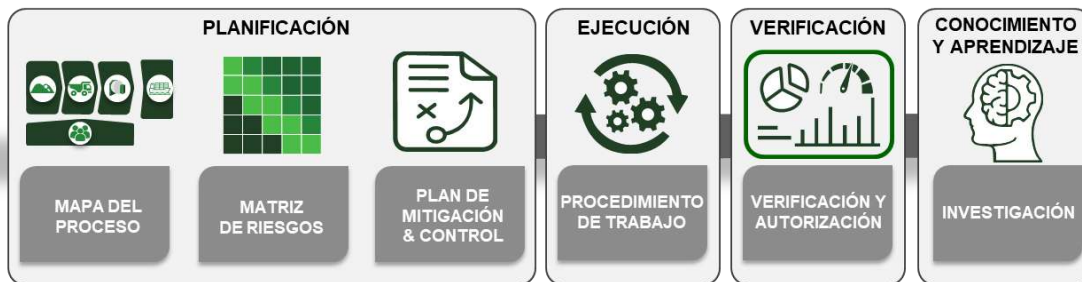 PLANIFICACIÓN
MAPA DEL
PROCESO
MATRIZ
DE RIESGOS
PLAN DE
MITIGACIÓN
& CONTROL
EJECUCIÓN
PROCEDIMIENTO
DE TRABAJO
VERIFICACIÓN
VERIFICACIÓN Y
AUTORIZACIÓN
CONOCIMIENTO
Y APRENDIZAJE
INVESTIGACIÓN